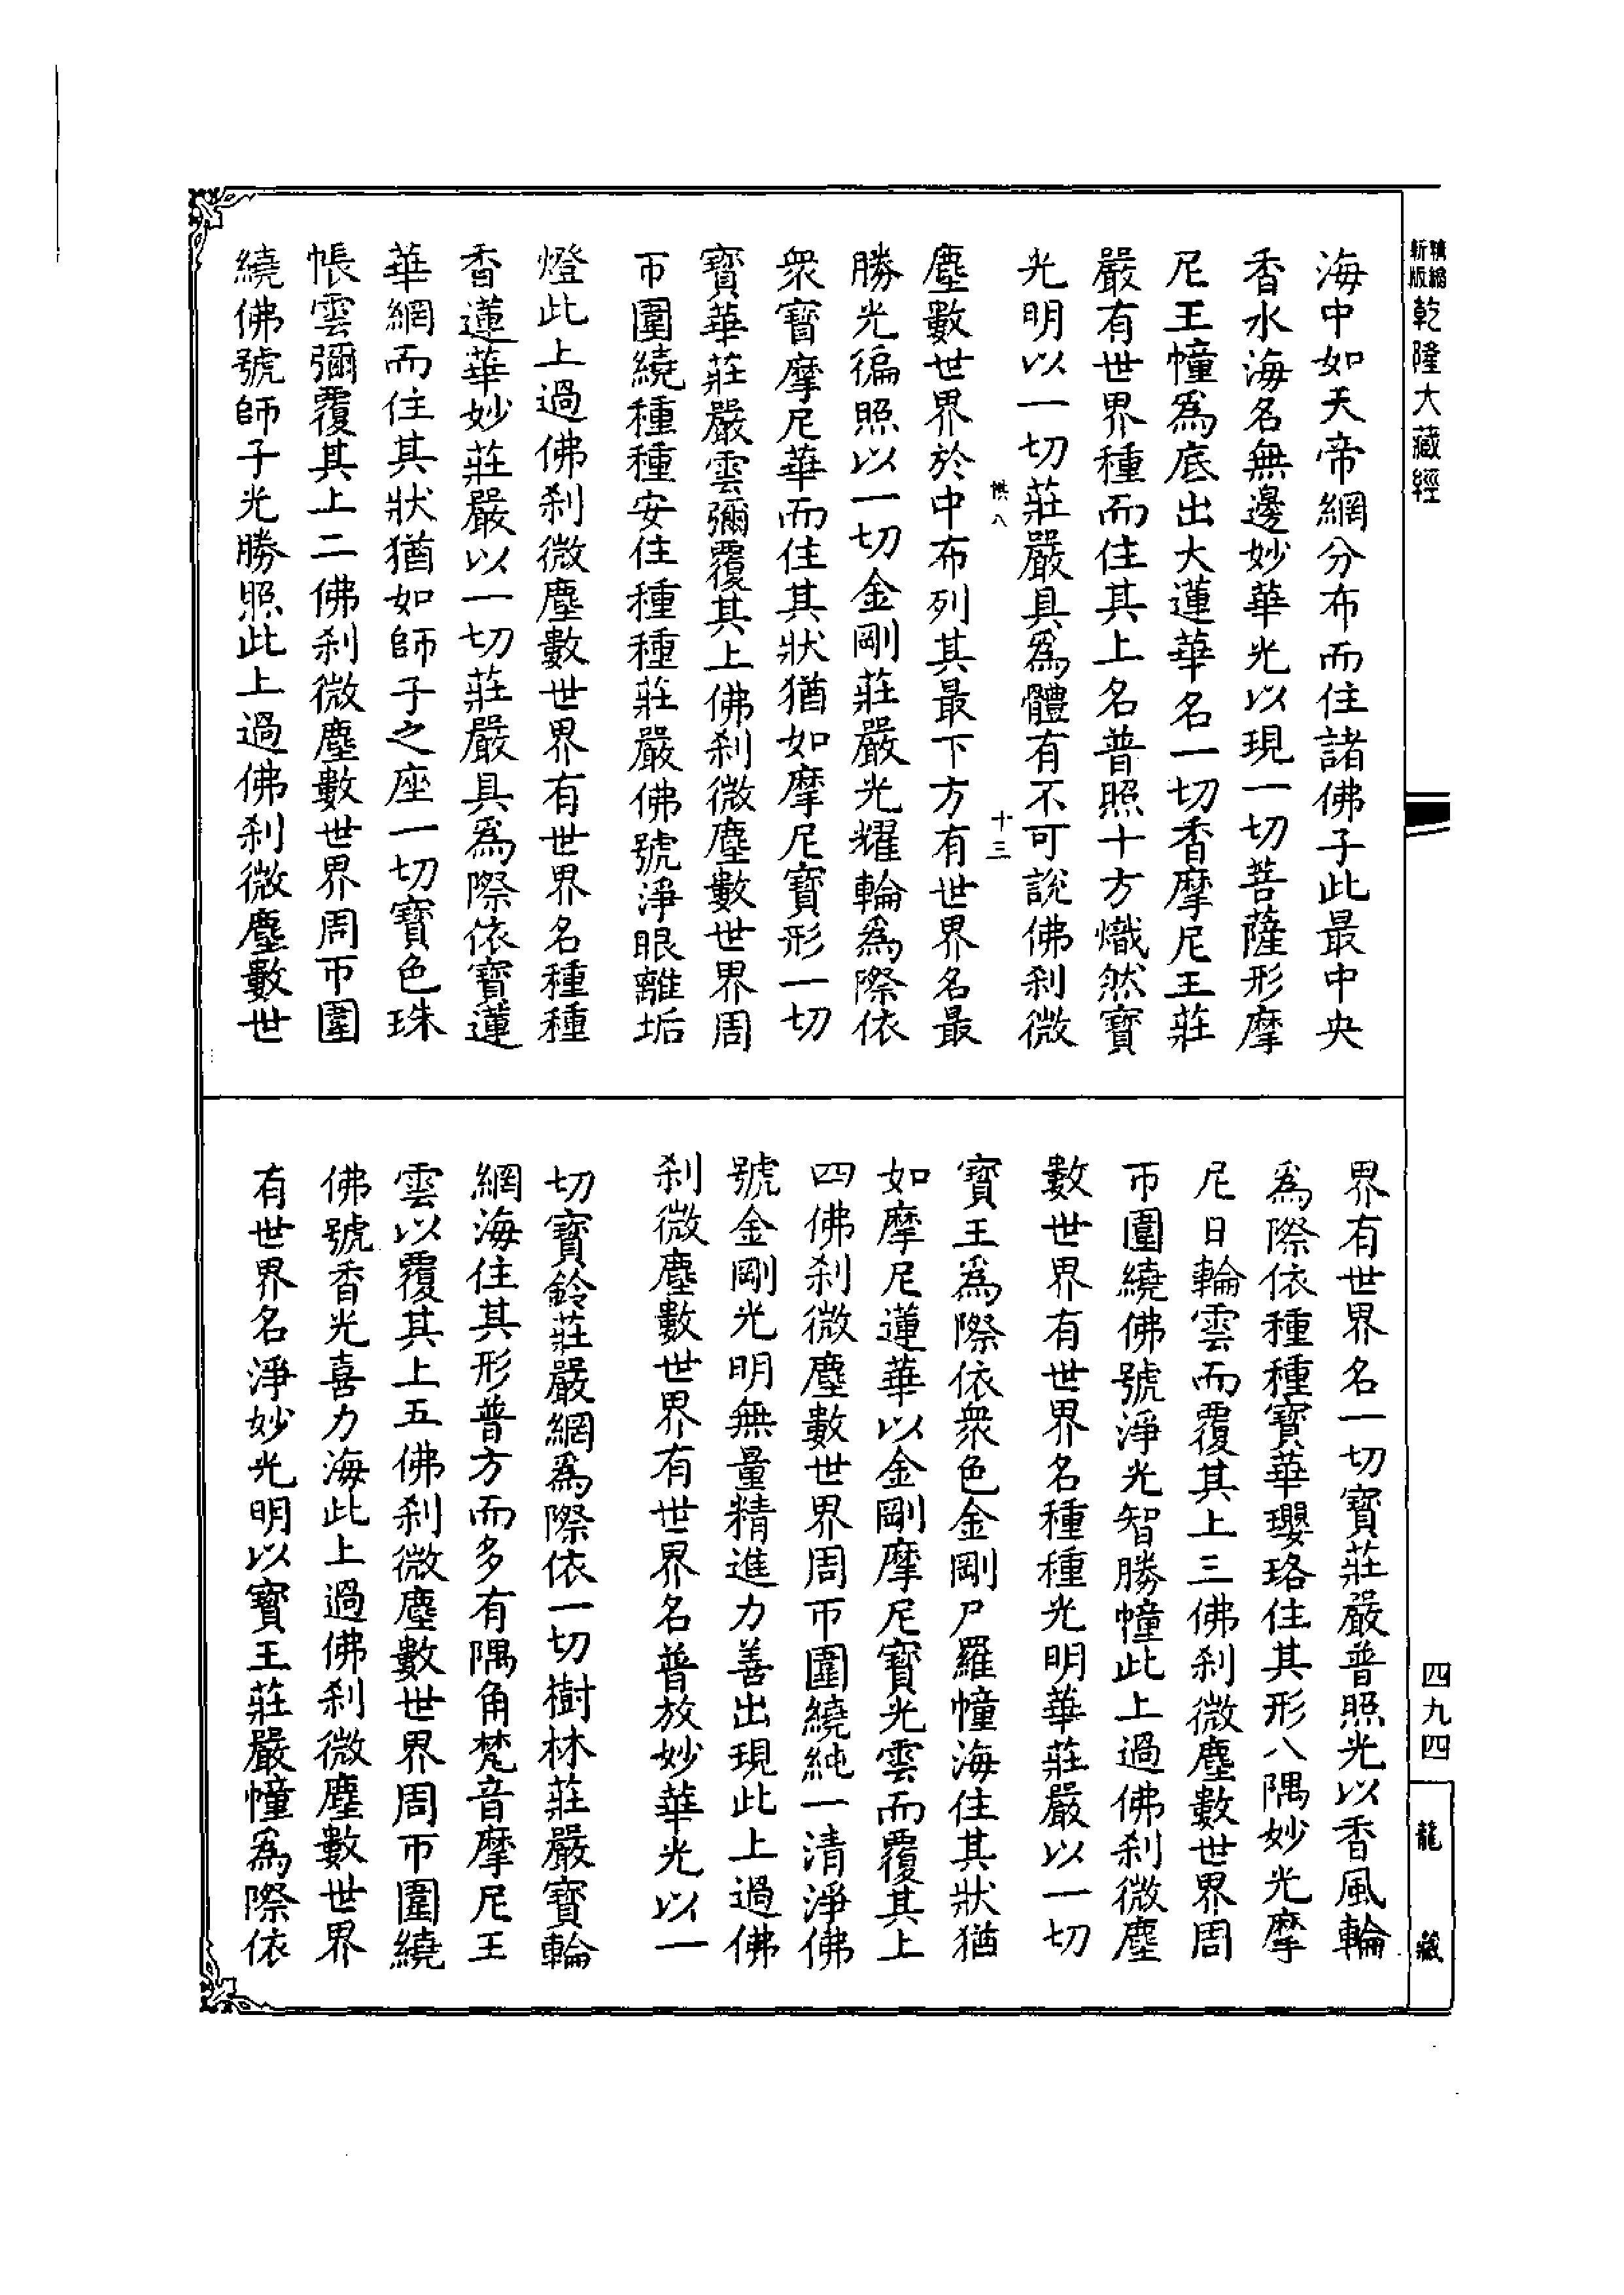 新版
精縮
乾隆大藏經
海中如天帝網分布而住諸佛子此最中央
香水海名無邊妙華光以現一切菩薩形摩
尼王幢爲底出大蓮華名一切香摩尼王莊
嚴有世界種而住其上名普照十方熾然寶
光明以一切莊嚴具爲體有不可說佛刹微
八
十三
塵數世界於中布列其最下方有世界名最
勝光徧照以一切金剛莊嚴光耀輪爲際依
衆寶摩尼華而住其狀猶如摩尼寶形一切
寶華莊嚴雲彌覆其上佛刹微塵數世界周
帀圍繞種種安住種種莊嚴佛號淨眼離垢
燈此上過佛刹微塵數世界有世界名種種
香蓮華妙莊嚴以一切莊嚴具爲際依寶蓮
華網而住其狀猶如師子之座一切寶色珠
帳雲彌覆其上二佛刹微塵數世界周帀圍
繞佛號師子光勝照此上過佛刹微塵數世
界有世界名一切寶莊嚴普照光以香風輪
爲際依種種寶華瓔珞住其形八隅妙光摩
尼日輪雲而覆其上三佛刹微塵數世界周
帀圍繞佛號淨光智勝幢此上過佛刹微塵
數世界有世界名種種光明華莊嚴以一切
寶王爲際依衆色金剛尸羅幢海住其狀猶
如摩尼蓮華以金剛摩尼寶光雲而覆其上
四佛刹微塵數世界周帀圍繞純一清淨佛
號金剛光明無量精進力善出現此上過佛
刹微塵數世界有世界名普放妙華光以一
切寶鈴莊嚴網爲際依一切樹林莊嚴寶輪
網海住其形普方而多有隅角梵音摩尼王
雲以覆其上五佛刹微塵數世界周帀圍繞
佛號香光喜力海此上過佛刹微塵數世界
有世界名淨妙光明以寶王莊嚴幢爲際依
四九四
龍藏